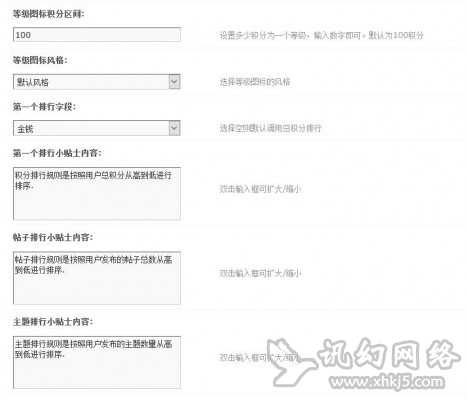 等级图标积分区间:
100
设置多少积分为一个等级，输入数字即可。默认为100积分
等级图标风格:
默认风格
选择等级图标的风格
第一个排行字段:
金钱
选择空则默认调用总积分排行
第一个排行小贴士内容:
积分排行规则是按照用户总积分从高到低进行
排序.
双击输入框可扩大/缩小
帖子排行小贴士内容:
帖子排行规则是按照用户发布的帖子总数从高
到低进行排序.
双击输入框可扩大/缩小
主题排行小贴士内容:
主题排行规则是按照用户发布的主题数量从高
到低进行排序.
双击输入框可扩大/缩小
讯幻网络
www.xhkj5.com